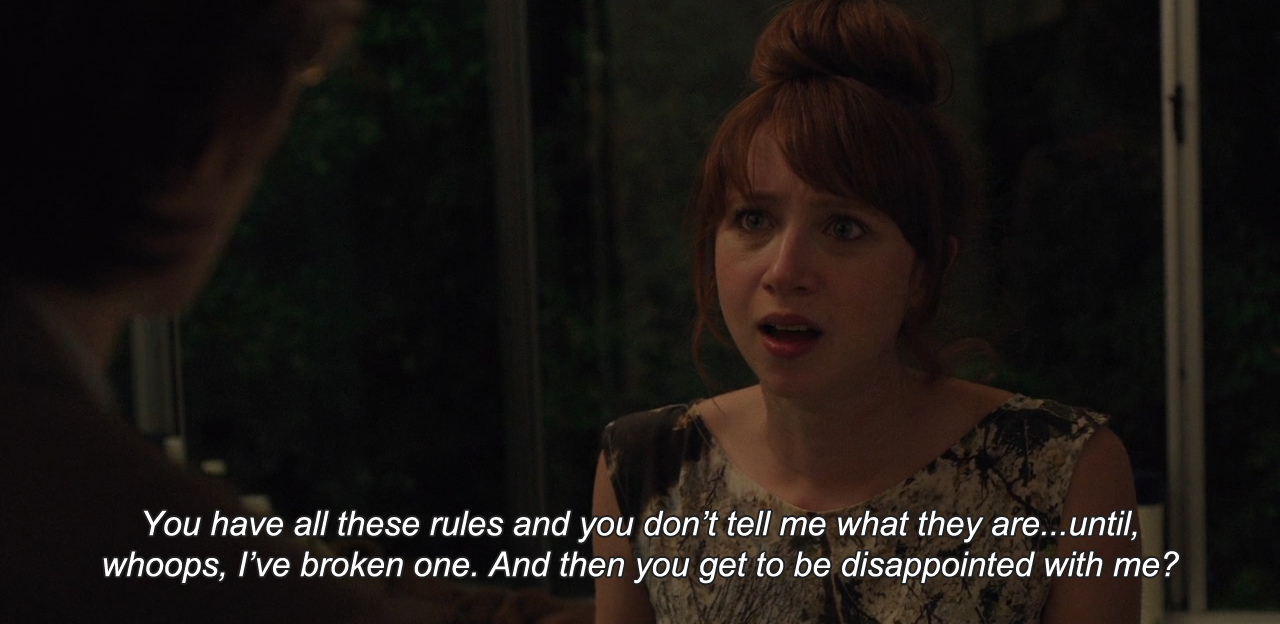 You have all these rules and you don’t tell me what they are...until,
whoops, I’ve broken one. And then you get to be disappointed with me?